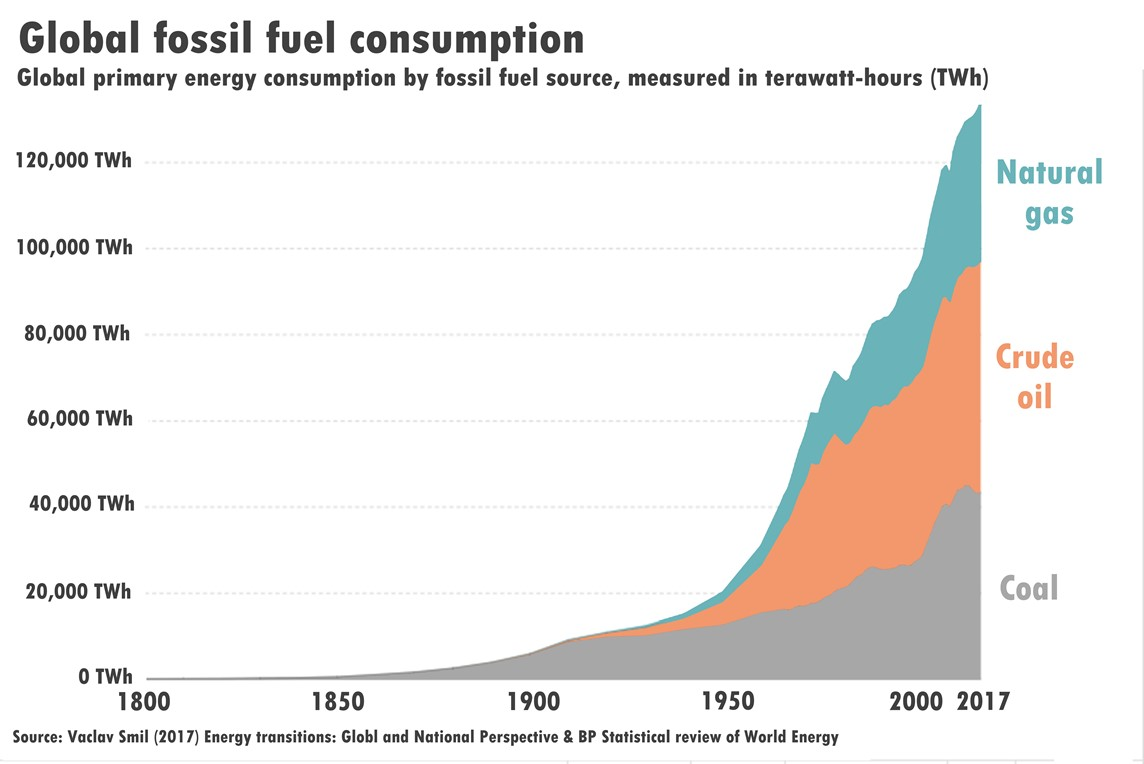 Global fossil fuel consumption
Global primary energy consumption by fossil fuel source, measured in terawatt-hours (TWh)
120,000 TWh
100,000 TWh
80,000 TWh
60,000 TWh
40,000 TWh
20,000 TWh
0 TWh
Natural
gas
Crude
oil
Coal
1800 1850 1900 1950 2000 2017
Source: Vaclav Smil (2017) Energy transitions: Globl and National Perspective & BP Statistical review of World Energy